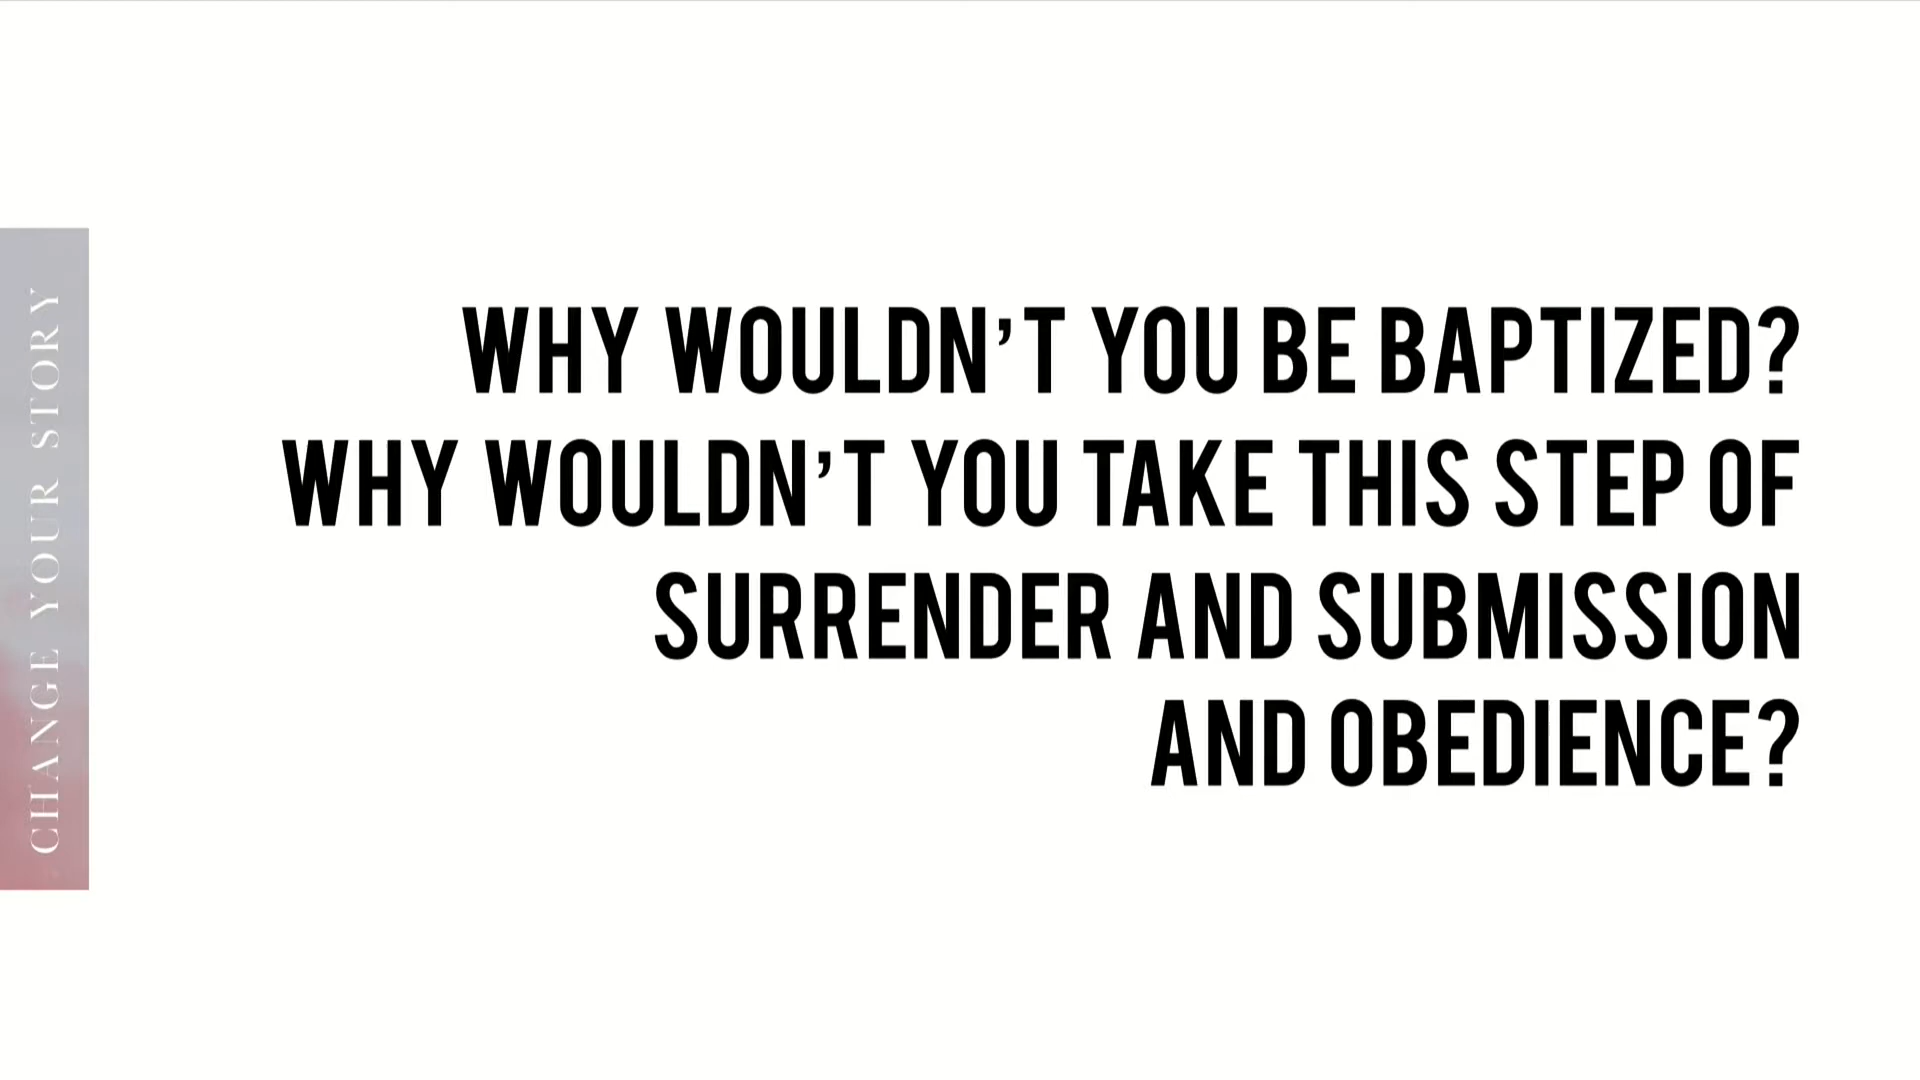 CHANGE YOUR STORY
WHY WOULDN’T YOU BE BAPTIZED?
WHY WOULDN’T YOU TAKE THIS STEP OF
SURRENDER AND SUBMISSION
AND OBEDIENCE?